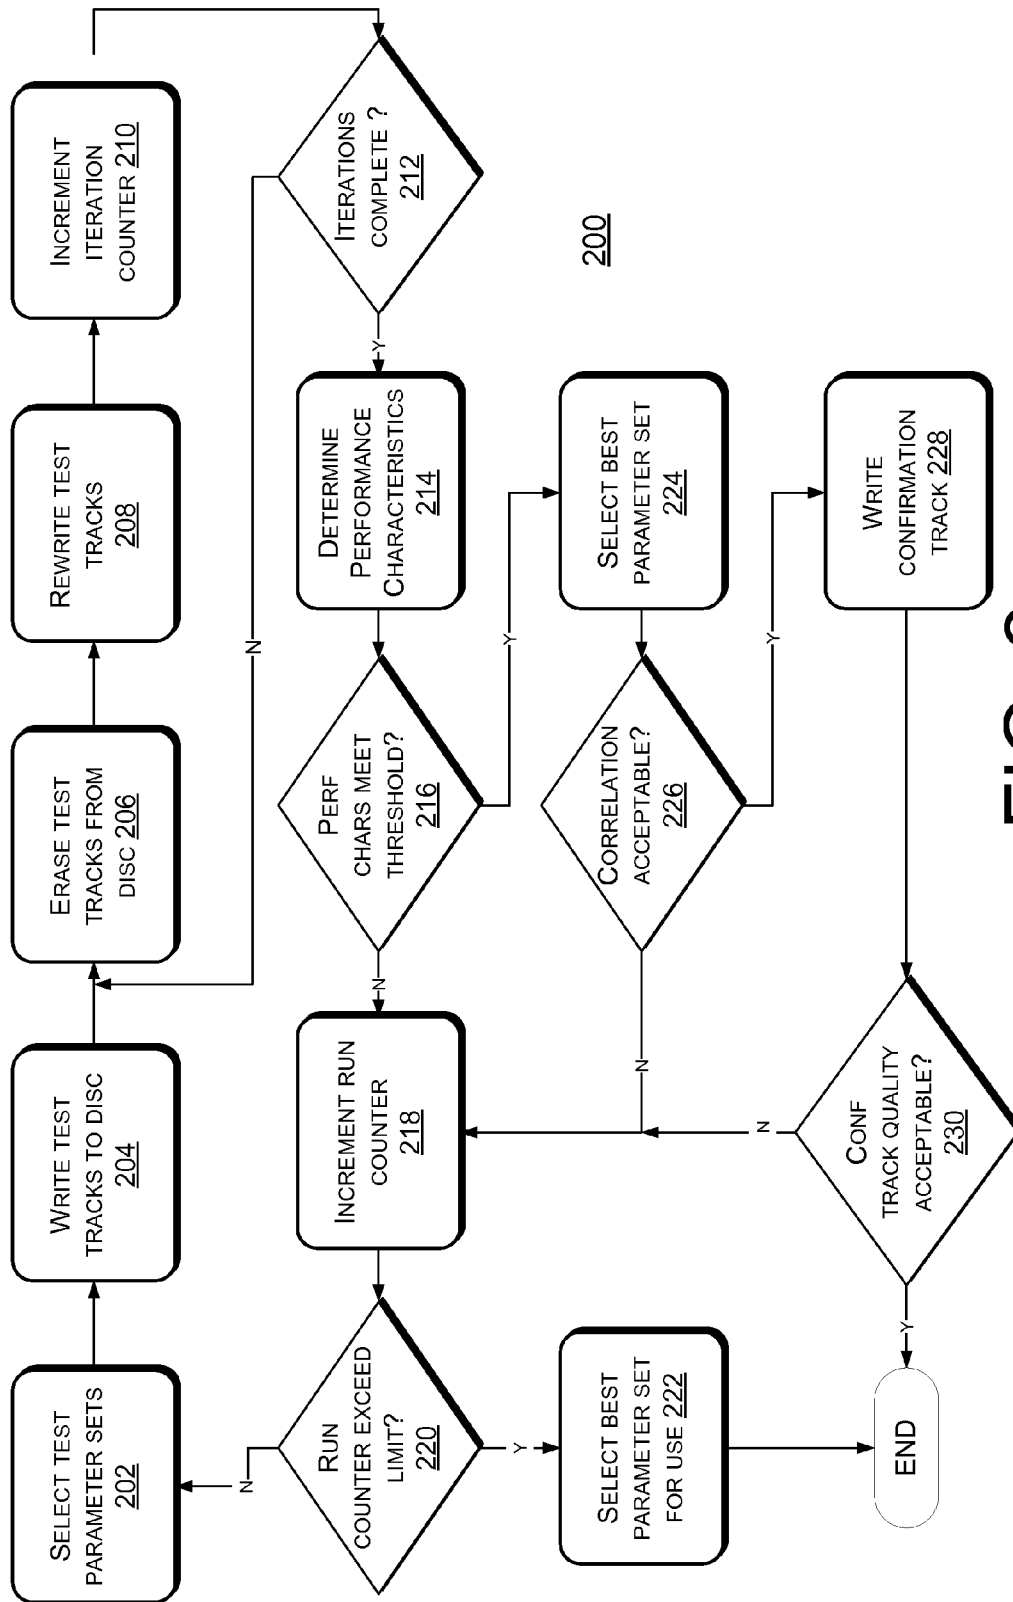 SELECT TEST
PARAMETER SETS
202
WRITE TEST
TRACKS TO DISC
204
ERASE TEST
TRACKS FROM
DISC 206
REWRITE TEST
TRACKS
208
INCREMENT
ITERATION
COUNTER 210
RUN
COUNTER EXCEED
LIMIT?
220
N
Y
INCREMENT RUN
COUNTER
218
N
PERF
CHARS MEET
THRESHOLD?
216
Y
DETERMINE
PERFORMANCE
CHARACTERISTICS
214
Y
ITERATIONS
COMPLETE ?
212
N
SELECT BEST
PARAMETER SET
FOR USE 222
N
CORRELATION
ACCEPTABLE?
226
Y
SELECT BEST
PARAMETER SET
224
200
END
Y
CONF
TRACK QUALITY
ACCEPTABLE?
230
N
WRITE
CONFIRMATION
TRACK 228